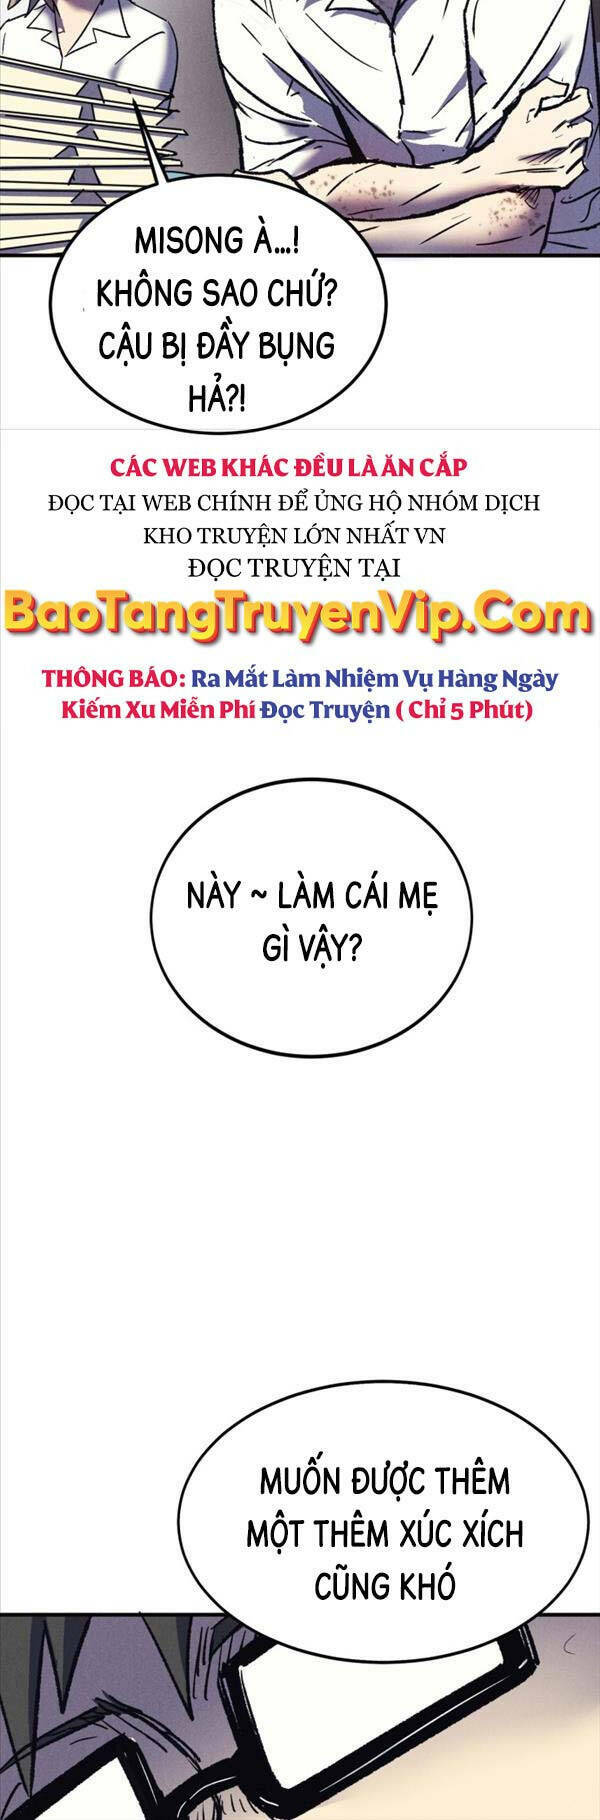 MISONG À...!
KHÔNG SAO CHỨ?
CẬU BỊ ĐẦY BỤNG
HẢ?!
CÁC WEB KHÁC ĐỀU LÀ ĂN CẮP
ĐỌC TẠI WEB CHÍNH ĐỂ ỦNG HỘ NHÓM DỊCH
KHO TRUYỆN LỚN NHẤT VN
ĐỌC TRUYỆN TẠI
BaoTangTruyenVip.Com
THÔNG BÁO: Ra Mắt Làm Nhiệm Vụ Hàng Ngày
Kiếm Xu Miễn Phí Đọc Truyện ( Chỉ 5 Phút)
NÀY ~ LÀM CÁI MẸ
GÌ VẬY?
MUỐN ĐƯỢC THÊM
MỘT THÊM XÚC XÍCH
CŨNG KHÓ